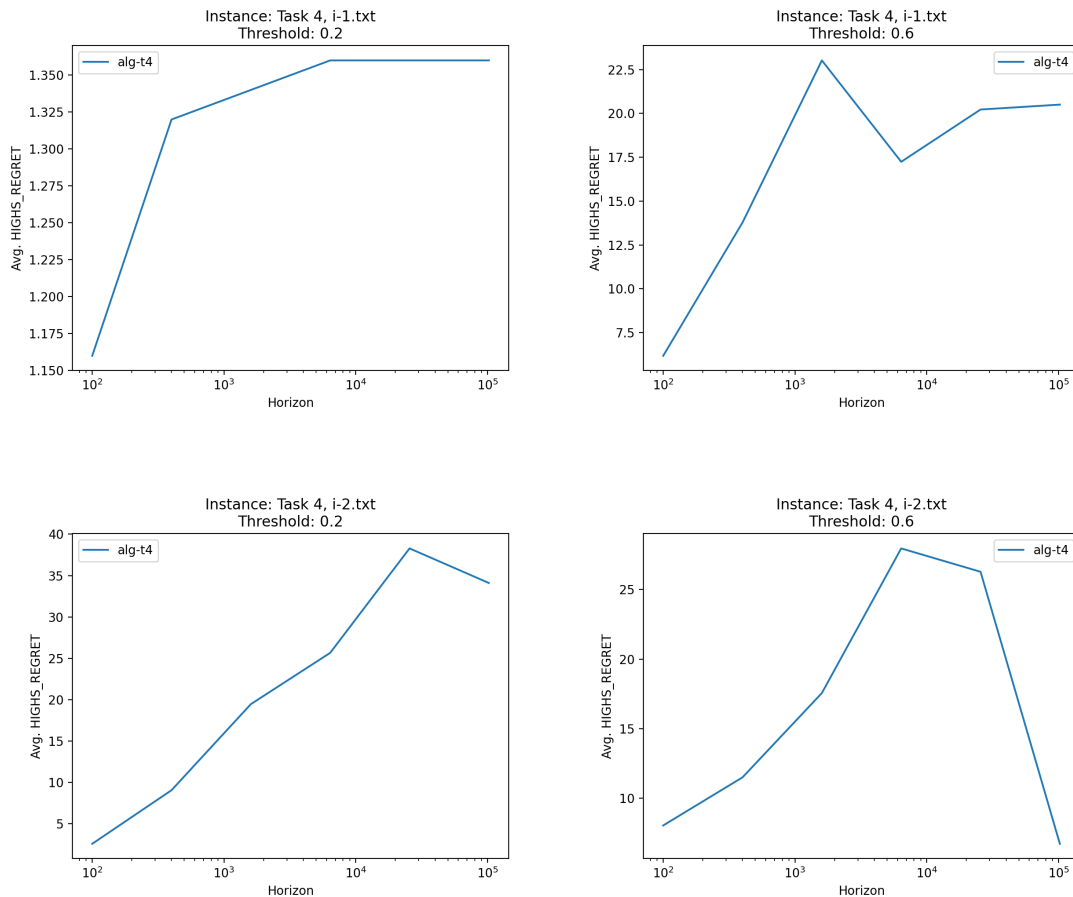 Instance: Task 4, i-1.txt
Threshold: 0.2
alg-t4
1.350
1.325
1.300
1.275
1.250
1.225
1.200
1.175
1.150
Avg. HIGHS_REGRET
10²
10³
10⁴
10⁵
Horizon
Instance: Task 4, i-1.txt
Threshold: 0.6
alg-t4
22.5
20.0
17.5
15.0
12.5
10.0
7.5
Avg. HIGHS_REGRET
10²
10³
10⁴
10⁵
Horizon
Instance: Task 4, i-2.txt
Threshold: 0.2
alg-t4
40
35
30
25
20
15
10
5
Avg. HIGHS_REGRET
10²
10³
10⁴
10⁵
Horizon
Instance: Task 4, i-2.txt
Threshold: 0.6
alg-t4
25
20
15
10
Avg. HIGHS_REGRET
10²
10³
10⁴
10⁵
Horizon